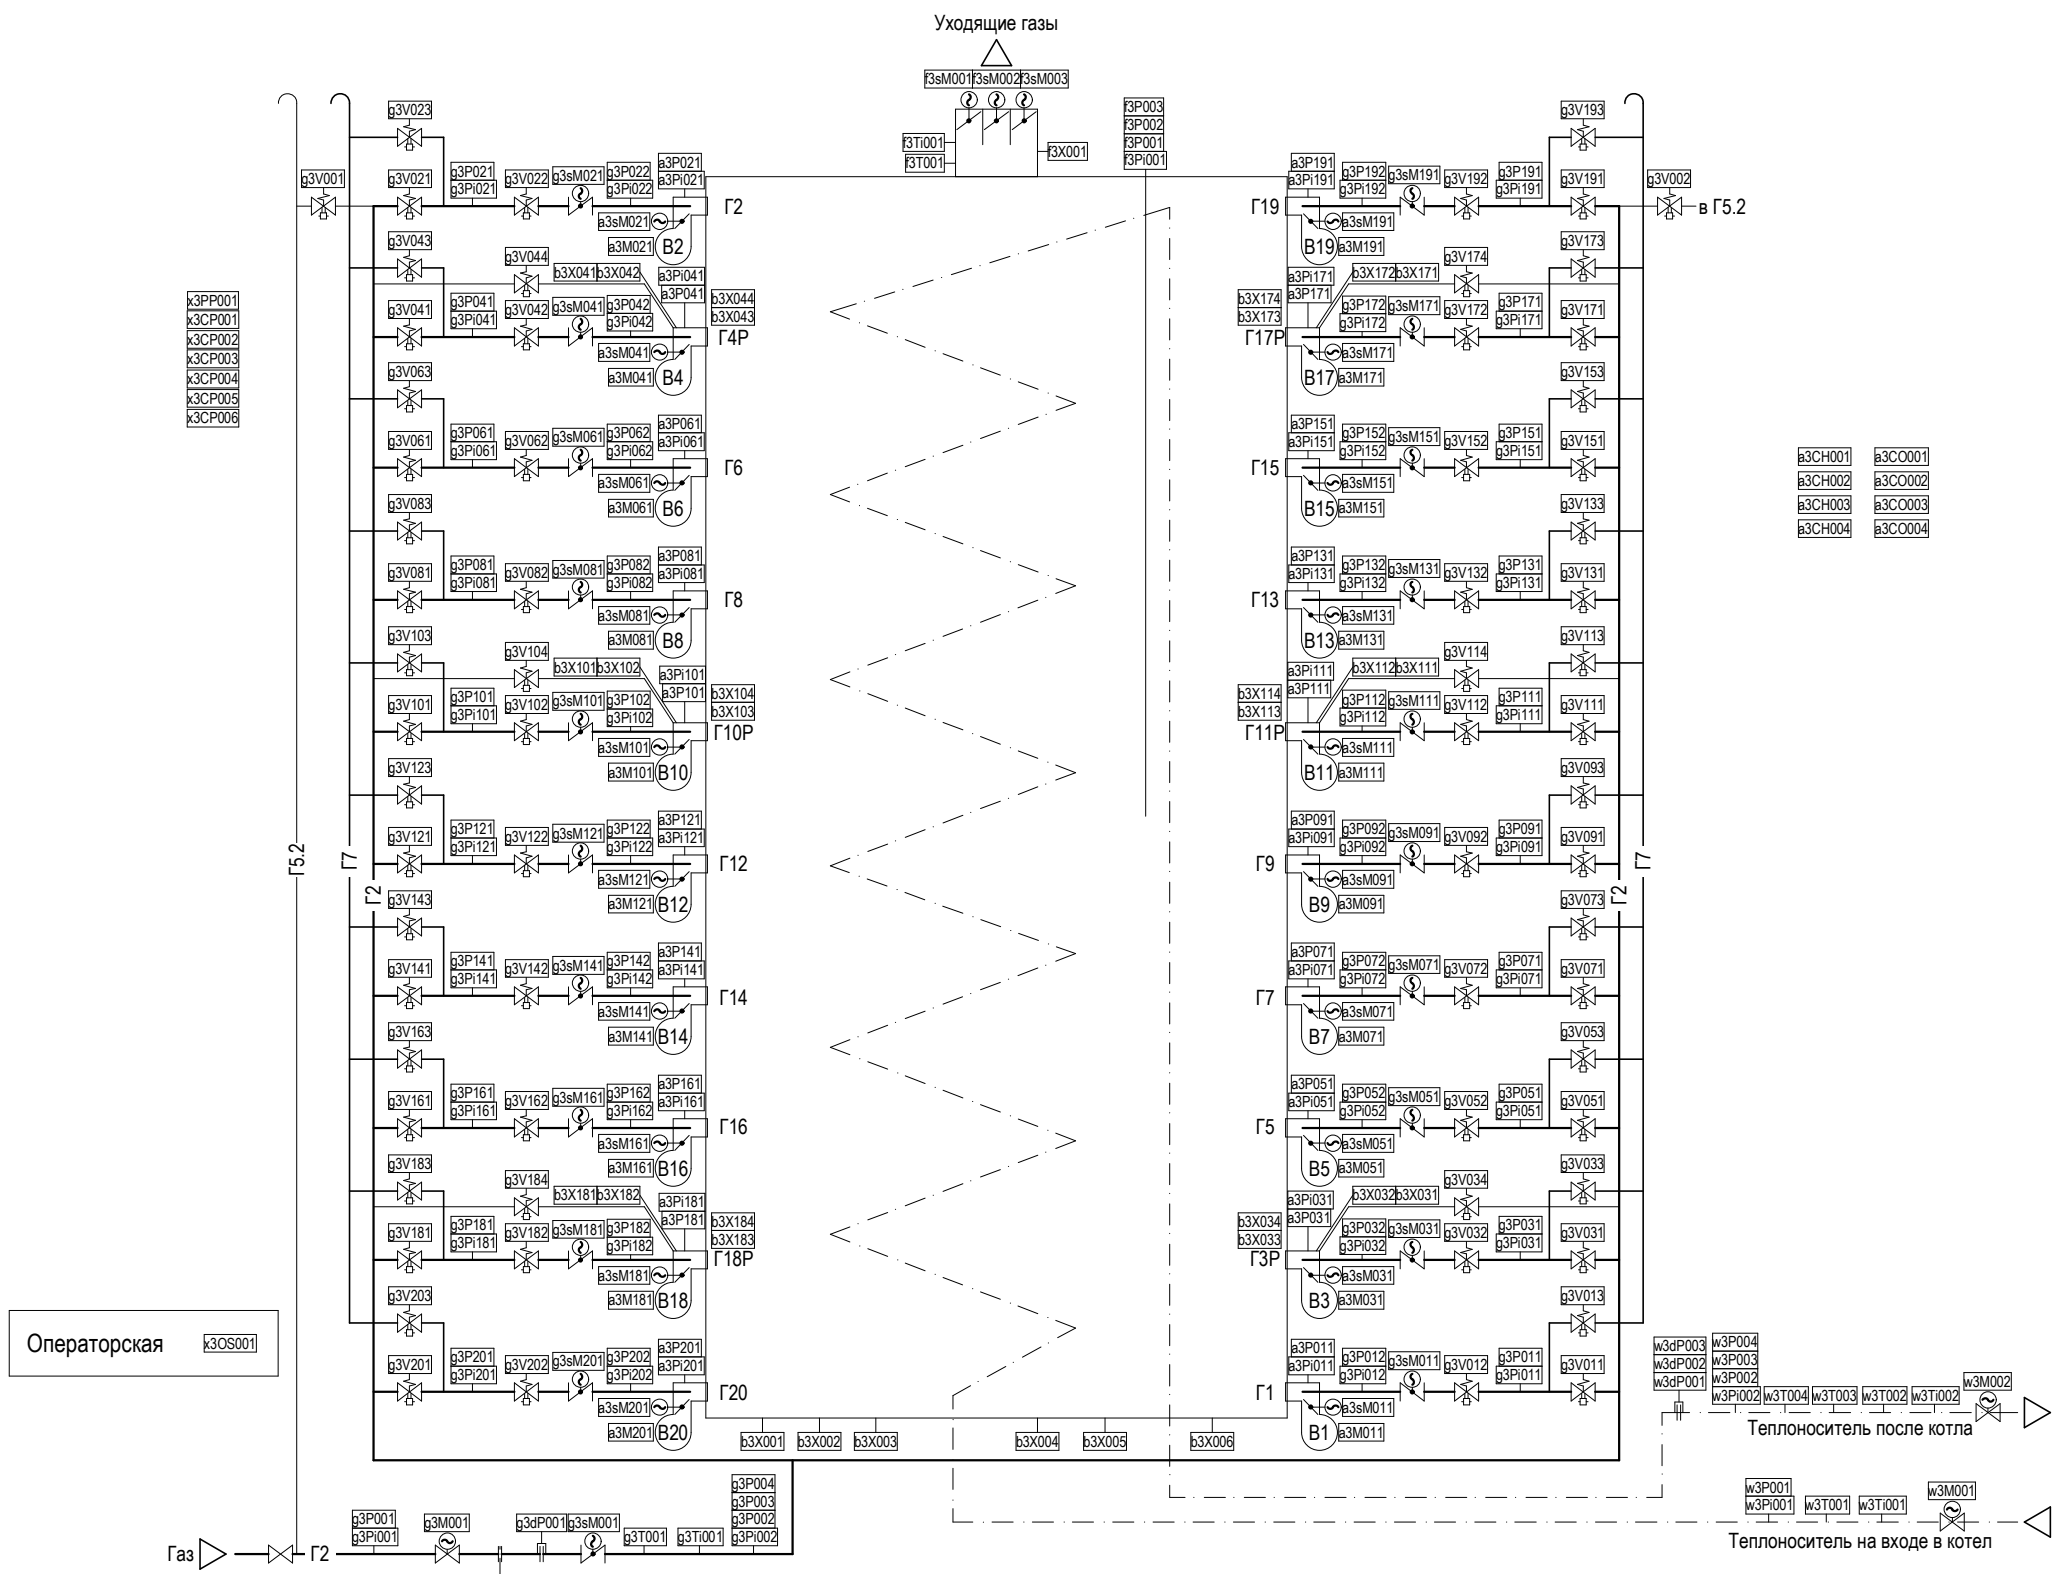 Уходящие газы
f3sM001 f3sM002 f3sM003
f3Ti001
f3T001
f3X001
f3P003
f3P002
f3P001
f3Pi001
g3V001
x3PP001
x3CP001
x3CP002
x3CP003
x3CP004
x3CP005
x3CP006
Г5.2
Г7
Г2
g3V023
g3V021
g3P021
g3Pi021
g3V022
g3sM021
g3P022
g3Pi022
a3P021
a3Pi021
a3sM021
a3M021
В2
Г2
g3V043
g3V044
b3X041 b3X042
a3Pi041
a3P041
b3X044
b3X043
g3V041
g3P041
g3Pi041
g3V042
g3sM041
g3P042
g3Pi042
a3sM041
a3M041
В4
Г4Р
g3V063
g3V061
g3P061
g3Pi061
g3V062
g3sM061
g3P062
g3Pi062
a3P061
a3Pi061
a3sM061
a3M061
В6
Г6
g3V083
g3V081
g3P081
g3Pi081
g3V082
g3sM081
g3P082
g3Pi082
a3P081
a3Pi081
a3sM081
a3M081
В8
Г8
g3V103
g3V104
b3X101 b3X102
a3Pi101
a3P101
b3X104
b3X103
g3V101
g3P101
g3Pi101
g3V102
g3sM101
g3P102
g3Pi102
a3sM101
a3M101
В10
Г10Р
g3V123
g3V121
g3P121
g3Pi121
g3V122
g3sM121
g3P122
g3Pi122
a3P121
a3Pi121
a3sM121
a3M121
В12
Г12
g3V143
g3V141
g3P141
g3Pi141
g3V142
g3sM141
g3P142
g3Pi142
a3P141
a3Pi141
a3sM141
a3M141
В14
Г14
g3V163
g3V161
g3P161
g3Pi161
g3V162
g3sM161
g3P162
g3Pi162
a3P161
a3Pi161
a3sM161
a3M161
В16
Г16
g3V183
g3V184
b3X181 b3X182
a3Pi181
a3P181
b3X184
b3X183
g3V181
g3P181
g3Pi181
g3V182
g3sM181
g3P182
g3Pi182
a3sM181
a3M181
В18
Г18Р
g3V203
g3V201
g3P201
g3Pi201
g3V202
g3sM201
g3P202
g3Pi202
a3P201
a3Pi201
a3sM201
a3M201
В20
Г20
a3P191
a3Pi191
g3P192
g3Pi192
g3sM191
g3V192
g3P191
g3Pi191
g3V193
g3V191
g3V002
в Г5.2
Г19
a3sM191
В19
a3M191
b3X174
b3X173
a3Pi171
a3P171
b3X172 b3X171
g3V174
g3V173
g3P172
g3Pi172
g3sM171
g3V172
g3P171
g3Pi171
g3V171
Г17Р
a3sM171
В17
a3M171
g3V153
a3P151
a3Pi151
g3P152
g3Pi152
g3sM151
g3V152
g3P151
g3Pi151
g3V151
Г15
a3sM151
В15
a3M151
g3V133
a3P131
a3Pi131
g3P132
g3Pi132
g3sM131
g3V132
g3P131
g3Pi131
g3V131
Г13
a3sM131
В13
a3M131
b3X114
b3X113
a3Pi111
a3P111
b3X112 b3X111
g3V114
g3V113
g3P112
g3Pi112
g3sM111
g3V112
g3P111
g3Pi111
g3V111
Г11Р
a3sM111
В11
a3M111
g3V093
a3P091
a3Pi091
g3P092
g3Pi092
g3sM091
g3V092
g3P091
g3Pi091
g3V091
Г9
a3sM091
В9
a3M091
g3V073
a3P071
a3Pi071
g3P072
g3Pi072
g3sM071
g3V072
g3P071
g3Pi071
g3V071
Г7
a3sM071
В7
a3M071
g3V053
a3P051
a3Pi051
g3P052
g3Pi052
g3sM051
g3V052
g3P051
g3Pi051
g3V051
Г5
a3sM051
В5
a3M051
b3X034
b3X033
a3Pi031
a3P031
b3X032 b3X031
g3V034
g3V033
g3P032
g3Pi032
g3sM031
g3V032
g3P031
g3Pi031
g3V031
Г3Р
a3sM031
В3
a3M031
g3V013
a3P011
a3Pi011
g3P012
g3Pi012
g3sM011
g3V012
g3P011
g3Pi011
g3V011
Г1
a3sM011
В1
a3M011
Г2
Г7
a3CH001 a3CO001
a3CH002 a3CO002
a3CH003 a3CO003
a3CH004 a3CO004
Операторская x3OS001
b3X001 b3X002 b3X003 b3X004 b3X005 b3X006
w3dP003
w3dP002
w3dP001
w3P004
w3P003
w3P002
w3Pi002
w3T004 w3T003 w3T002 w3Ti002
w3M002
Теплоноситель после котла
w3P001
w3Pi001
w3T001 w3Ti001
w3M001
Теплоноситель на входе в котел
Газ
Г2
g3P001
g3Pi001
g3M001
g3dP001 g3sM001
g3T001
g3Ti001
g3P004
g3P003
g3P002
g3Pi002